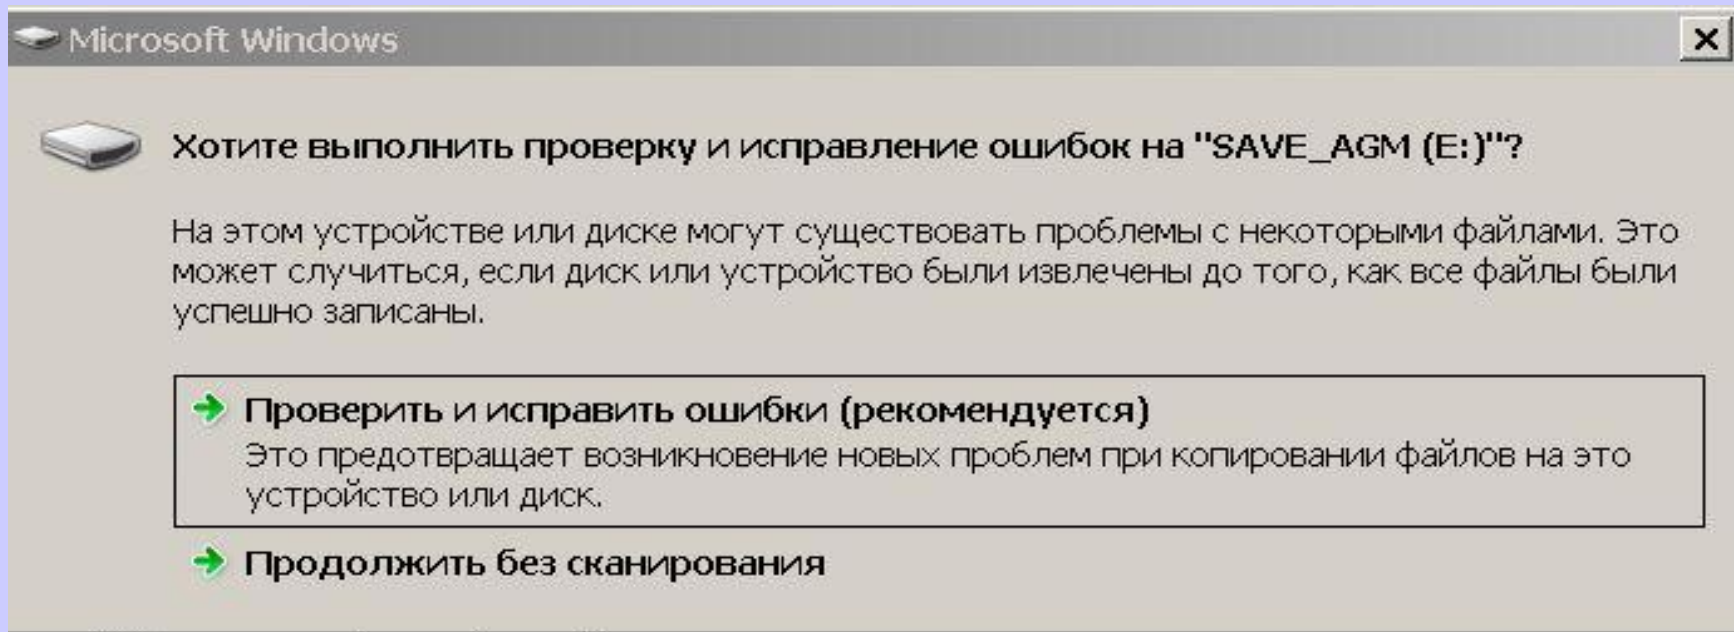 Microsoft Windows
Хотите выполнить проверку и исправление ошибок на "SAVE_AGM (E:)"?
На этом устройстве или диске могут существовать проблемы с некоторыми файлами. Это
может случиться, если диск или устройство были извлечены до того, как все файлы были
успешно записаны.
Проверить и исправить ошибки (рекомендуется)
Это предотвращает возникновение новых проблем при копировании файлов на это
устройство или диск.
Продолжить без сканирования